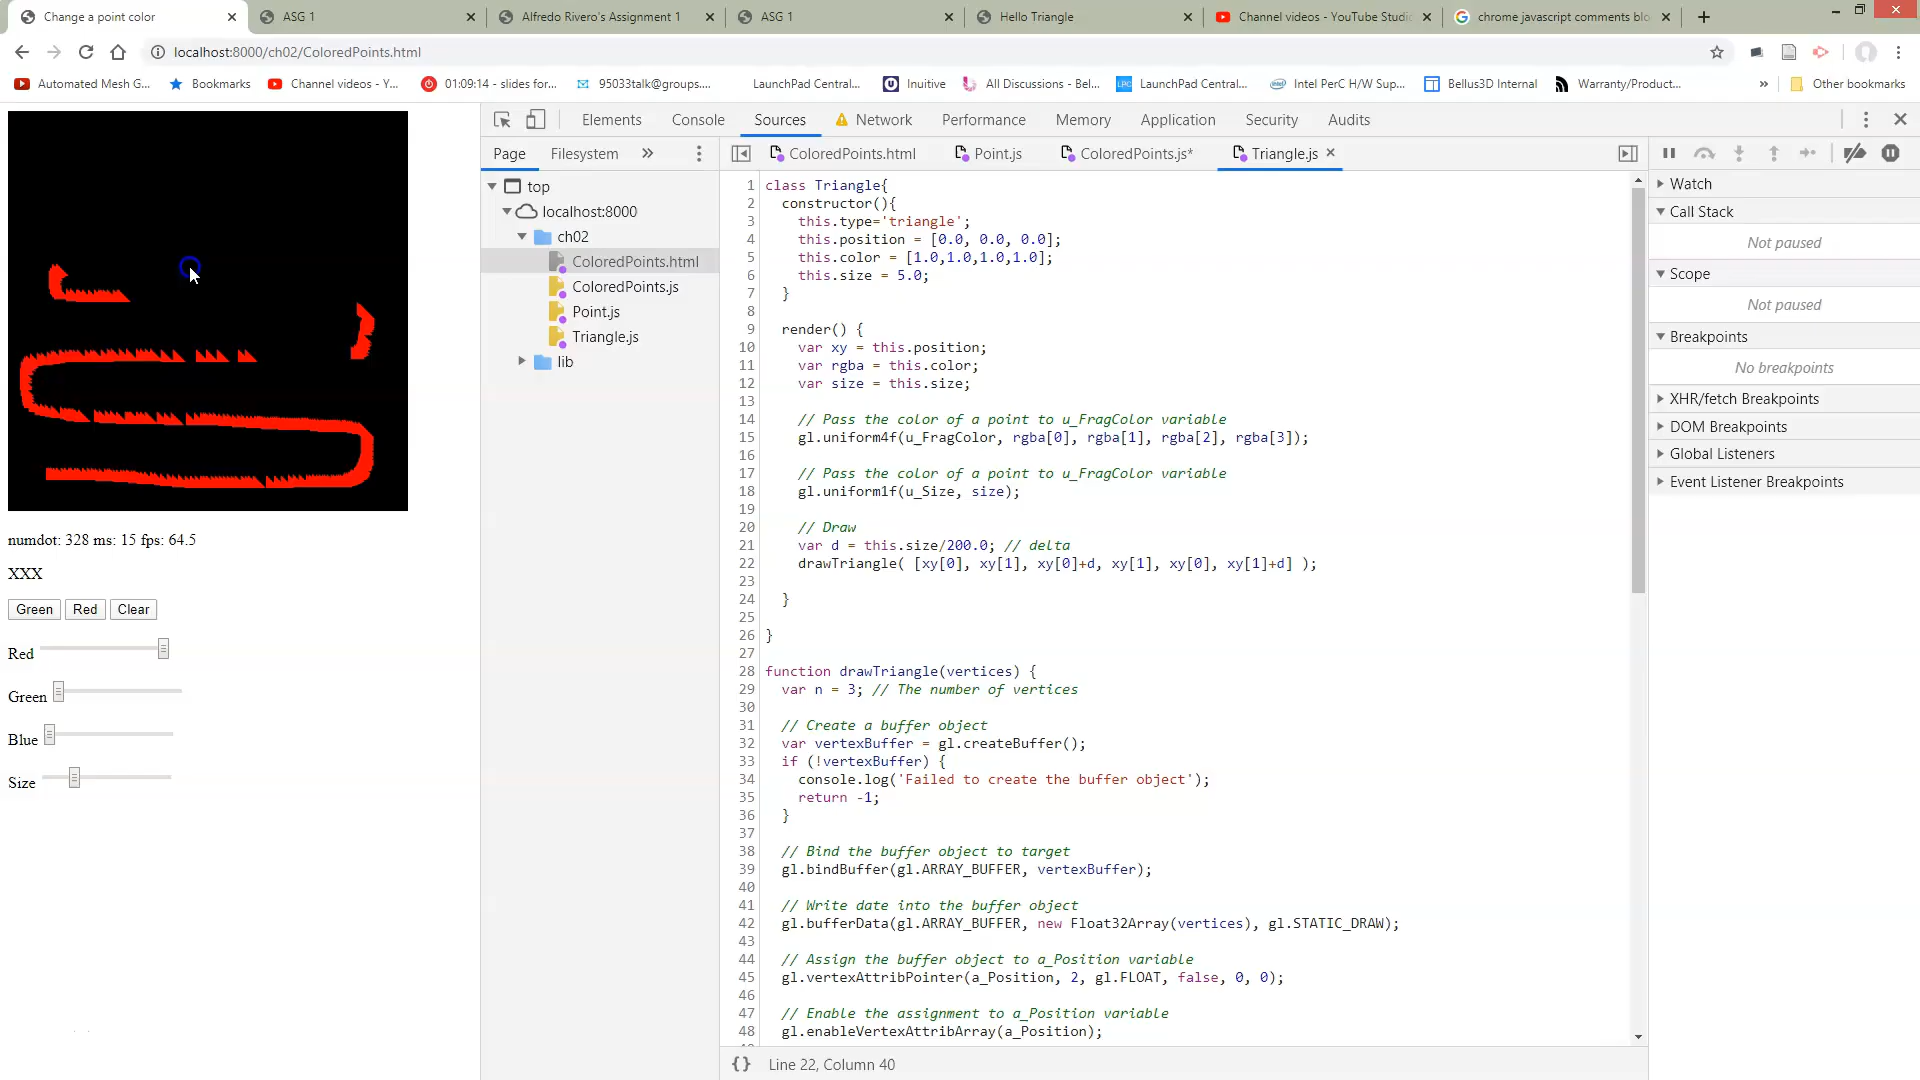 Change a point color
ASG 1
Alfredo Rivero's Assignment 1
ASG 1
Hello Triangle
Channel videos - YouTube Studio
chrome javascript comments blo
localhost:8000/ch02/ColoredPoints.html
Automated Mesh G...
Bookmarks
Channel videos - Y...
01:09:14 - slides for...
95033talk@groups....
LaunchPad Central...
Inuitive
All Discussions - Bel...
LaunchPad Central...
Intel PerC H/W Sup...
Bellus3D Internal
Warranty/Product...
»
Other bookmarks
Elements
Console
Sources
Network
Performance
Memory
Application
Security
Audits
Page
Filesystem
»
ColoredPoints.html
Point.js
ColoredPoints.js*
Triangle.js
top
localhost:8000
ch02
ColoredPoints.html
ColoredPoints.js
Point.js
Triangle.js
lib
1 class Triangle{
2 constructor(){
3 this.type='triangle';
4 this.position = [0.0, 0.0, 0.0];
5 this.color = [1.0,1.0,1.0,1.0];
6 this.size = 5.0;
7 }
8
9 render() {
10 var xy = this.position;
11 var rgba = this.color;
12 var size = this.size;
13
14 // Pass the color of a point to u_FragColor variable
15 gl.uniform4f(u_FragColor, rgba[0], rgba[1], rgba[2], rgba[3]);
16
17 // Pass the color of a point to u_FragColor variable
18 gl.uniform1f(u_Size, size);
19
20 // Draw
21 var d = this.size/200.0; // delta
22 drawTriangle( [xy[0], xy[1], xy[0]+d, xy[1], xy[0], xy[1]+d] );
23
24 }
25
26 }
27
28 function drawTriangle(vertices) {
29 var n = 3; // The number of vertices
30
31 // Create a buffer object
32 var vertexBuffer = gl.createBuffer();
33 if (!vertexBuffer) {
34 console.log('Failed to create the buffer object');
35 return -1;
36 }
37
38 // Bind the buffer object to target
39 gl.bindBuffer(gl.ARRAY_BUFFER, vertexBuffer);
40
41 // Write date into the buffer object
42 gl.bufferData(gl.ARRAY_BUFFER, new Float32Array(vertices), gl.STATIC_DRAW);
43
44 // Assign the buffer object to a_Position variable
45 gl.vertexAttribPointer(a_Position, 2, gl.FLOAT, false, 0, 0);
46
47 // Enable the assignment to a_Position variable
48 gl.enableVertexAttribArray(a_Position);
{} Line 22, Column 40
Watch
Call Stack
Not paused
Scope
Not paused
Breakpoints
No breakpoints
XHR/fetch Breakpoints
DOM Breakpoints
Global Listeners
Event Listener Breakpoints
numdot: 328 ms: 15 fps: 64.5
XXX
Green
Red
Clear
Red
Green
Blue
Size